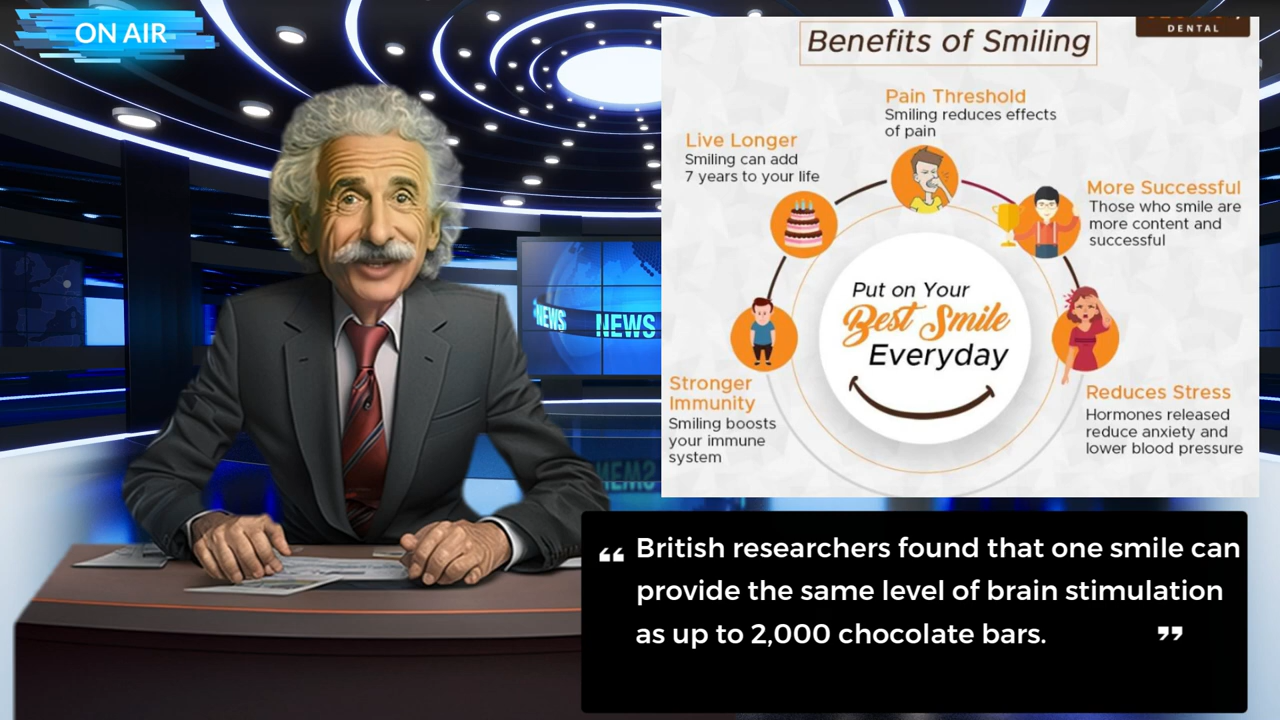 ON AIR
DENTAL
Benefits of Smiling
Pain Threshold
Smiling reduces effects
of pain
Live Longer
Smiling can add
7 years to your life
More Successful
Those who smile are
more content and
successful
Put on Your
Best Smile
Everyday
Stronger
Immunity
Smiling boosts
your immune
system
Reduces Stress
Hormones released
reduce anxiety and
lower blood pressure
NEWS NEWS
“ British researchers found that one smile can
provide the same level of brain stimulation
as up to 2,000 chocolate bars. ”